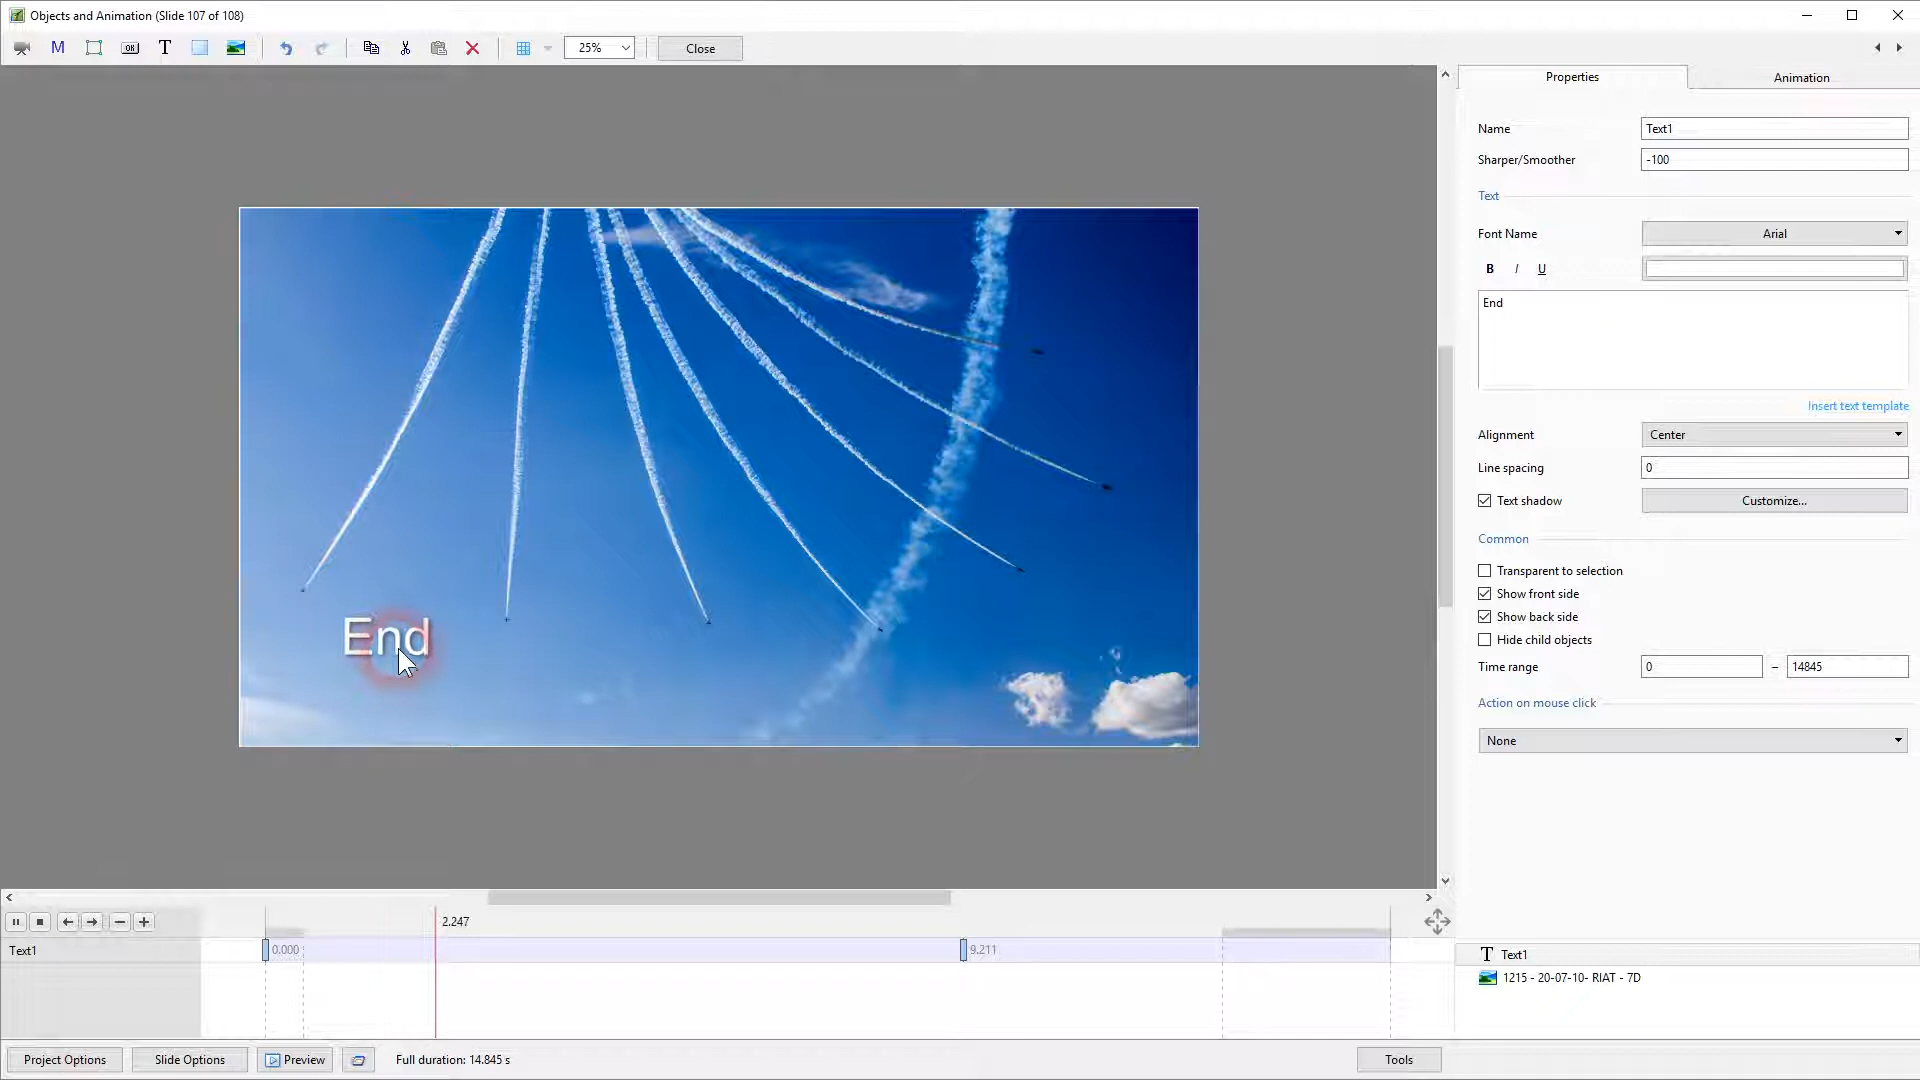 Objects and Animation (Slide 107 of 108)
M OK T 25% Close
Properties Animation
Name Text1
Sharper/Smoother -100
Text
Font Name Arial
B I U
End
Insert text template
Alignment Center
Line spacing 0
Text shadow Customize...
Common
Transparent to selection
Show front side
Show back side
Hide child objects
Time range 0 – 14845
Action on mouse click
None
End
2.247
Text1 0.000 9.211
T Text1
1215 - 20-07-10- RIAT - 7D
Project Options Slide Options Preview Full duration: 14.845 s Tools